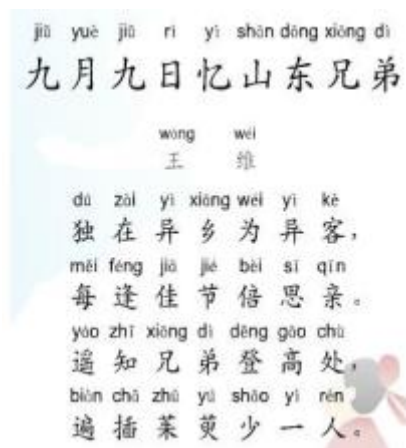 jiǔ yuè jiǔ rì yì shān dōng xiōng dì
九月九日忆山东兄弟
wáng wéi
王 维
dú zài yì xiāng wéi yì kè
独在异乡为异客，
měi féng jiā jié bèi sī qīn
每逢佳节倍思亲。
yáo zhī xiōng dì dēng gāo chù
遥知兄弟登高处，
biàn chā zhū yú shǎo yì rén
遍插茱萸少一人。